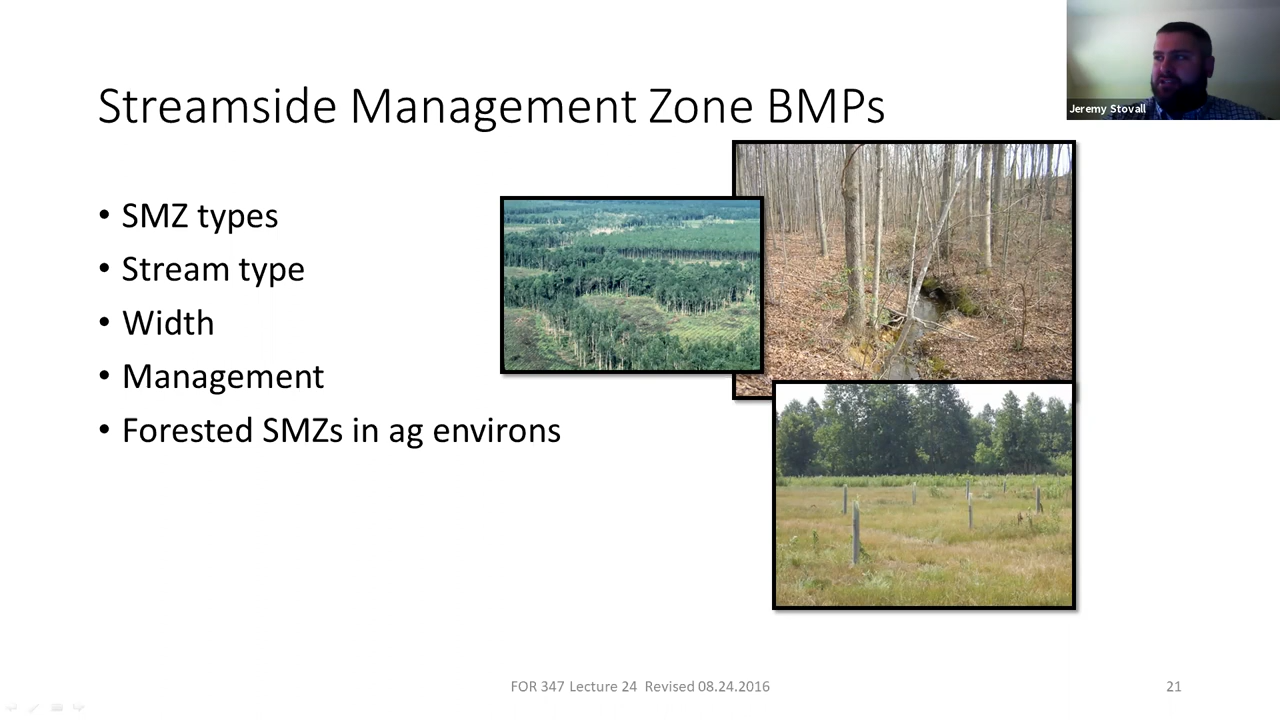 Jeremy Stovall
Streamside Management Zone BMPs
• SMZ types
• Stream type
• Width
• Management
• Forested SMZs in ag environs
FOR 347 Lecture 24 Revised 08.24.2016
21